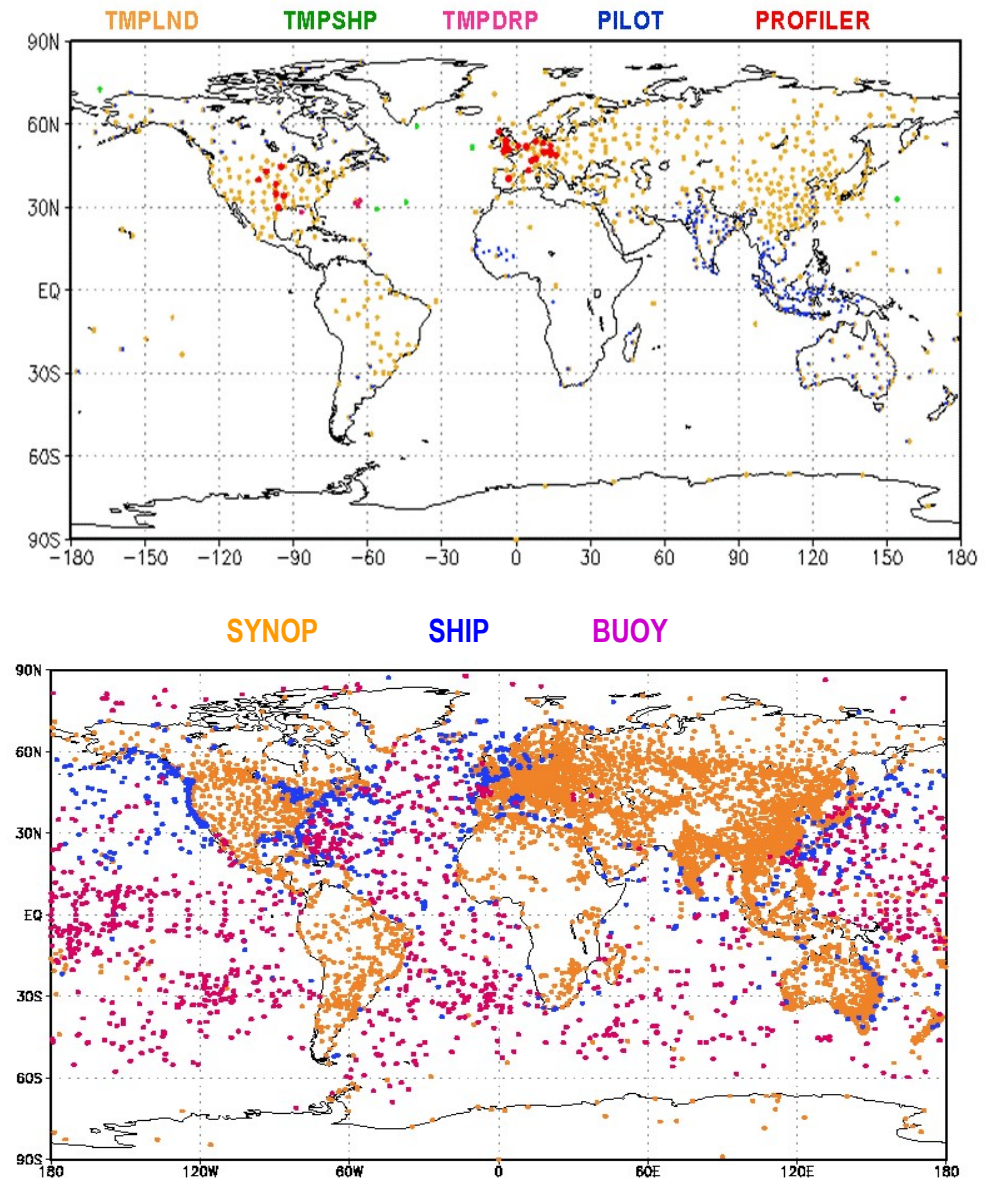 TMPLND TMPSHP TMPDRP PILOT PROFILER
90N
60N
30N
EQ
30S
60S
90S
-180 -150 -120 -90 -60 -30 0 30 60 90 120 150 180
SYNOP SHIP BUOY
90N
60N
30N
EQ
30S
60S
90S
180 120W 60W 0 60E 120E 180